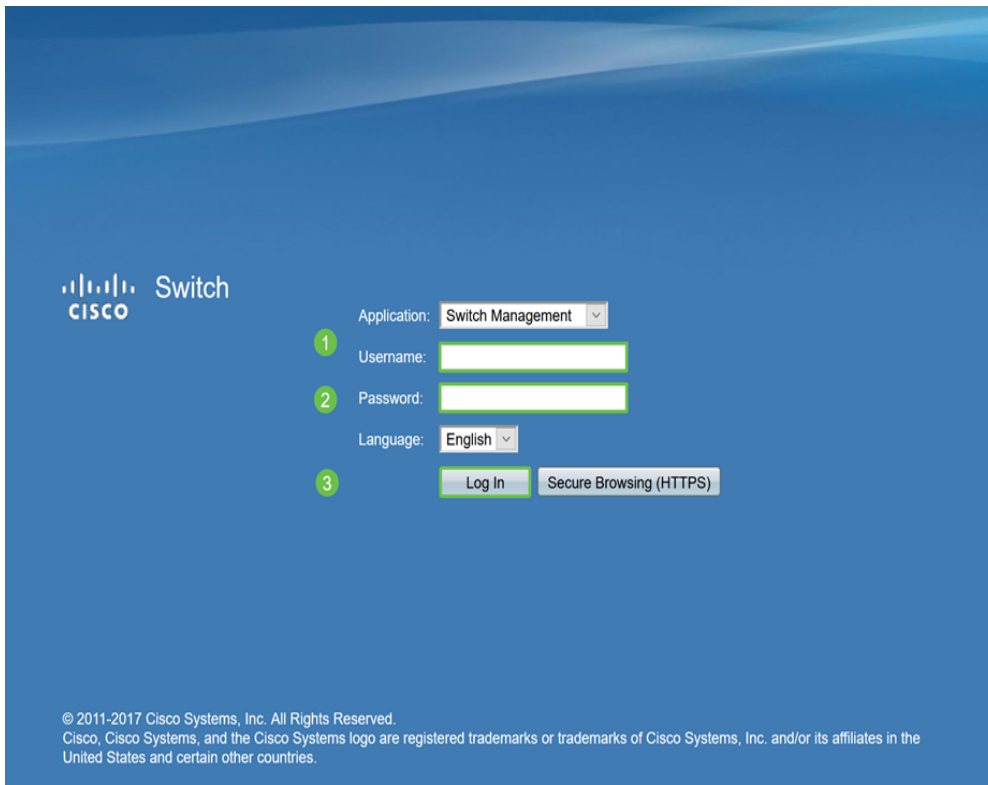 CISCO
Switch
Application: Switch Management
1
Username:
2
Password:
Language: English
3
Log In
Secure Browsing (HTTPS)
© 2011-2017 Cisco Systems, Inc. All Rights Reserved.
Cisco, Cisco Systems, and the Cisco Systems logo are registered trademarks or trademarks of Cisco Systems, Inc. and/or its affiliates in the
United States and certain other countries.